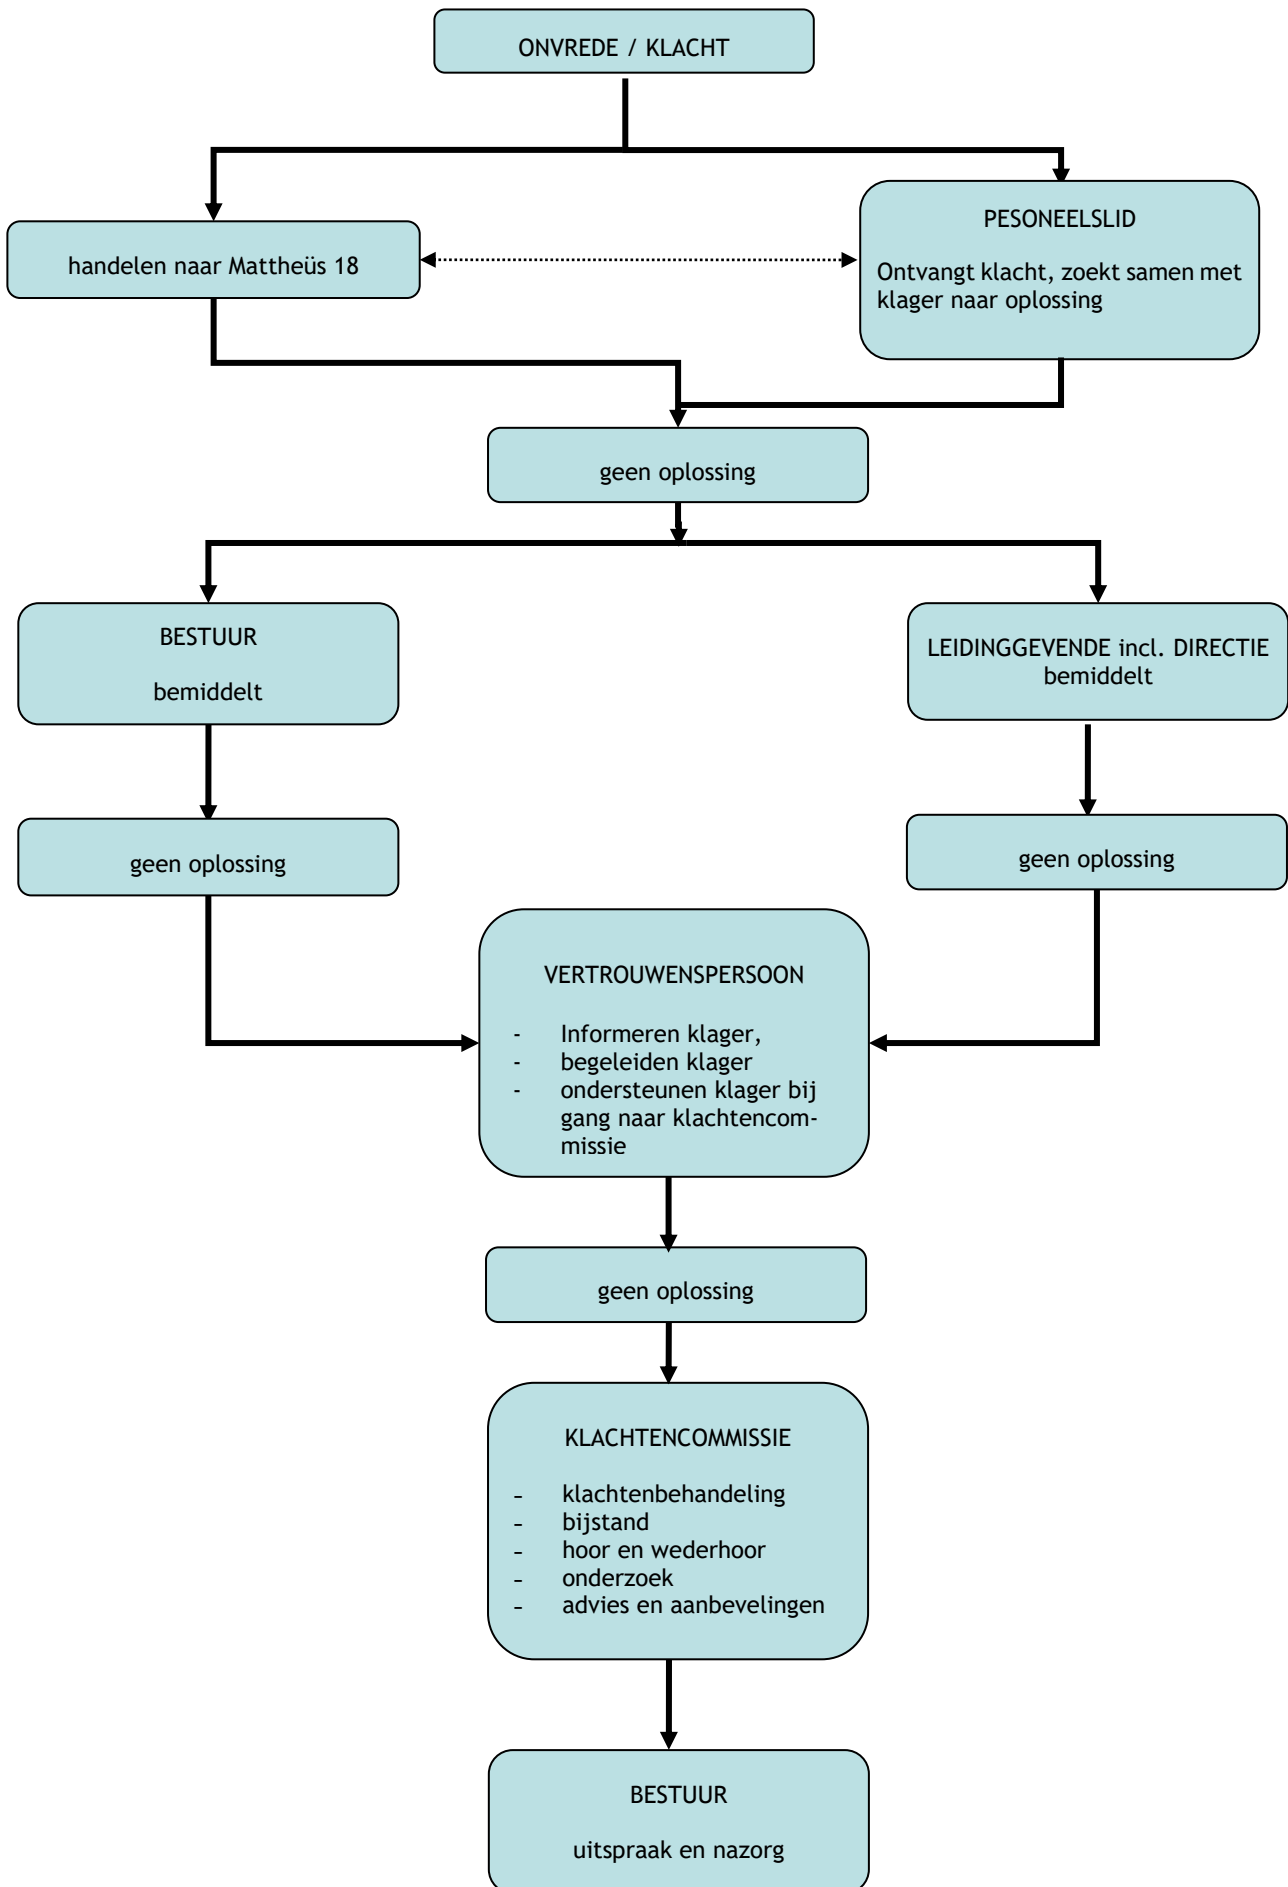 ONVREDE / KLACHT
handelen naar Mattheüs 18
PESONEELSLID
Ontvangt klacht, zoekt samen met
klager naar oplossing
geen oplossing
BESTUUR
bemiddelt
LEIDINGGEVENDE incl. DIRECTIE
bemiddelt
geen oplossing
geen oplossing
VERTROUWENSPERSOON
- Informeren klager,
- begeleiden klager
- ondersteunen klager bij
gang naar klachtencom-
missie
geen oplossing
KLACHTENCOMMISSIE
- klachtenbehandeling
- bijstand
- hoor en wederhoor
- onderzoek
- advies en aanbevelingen
BESTUUR
uitspraak en nazorg